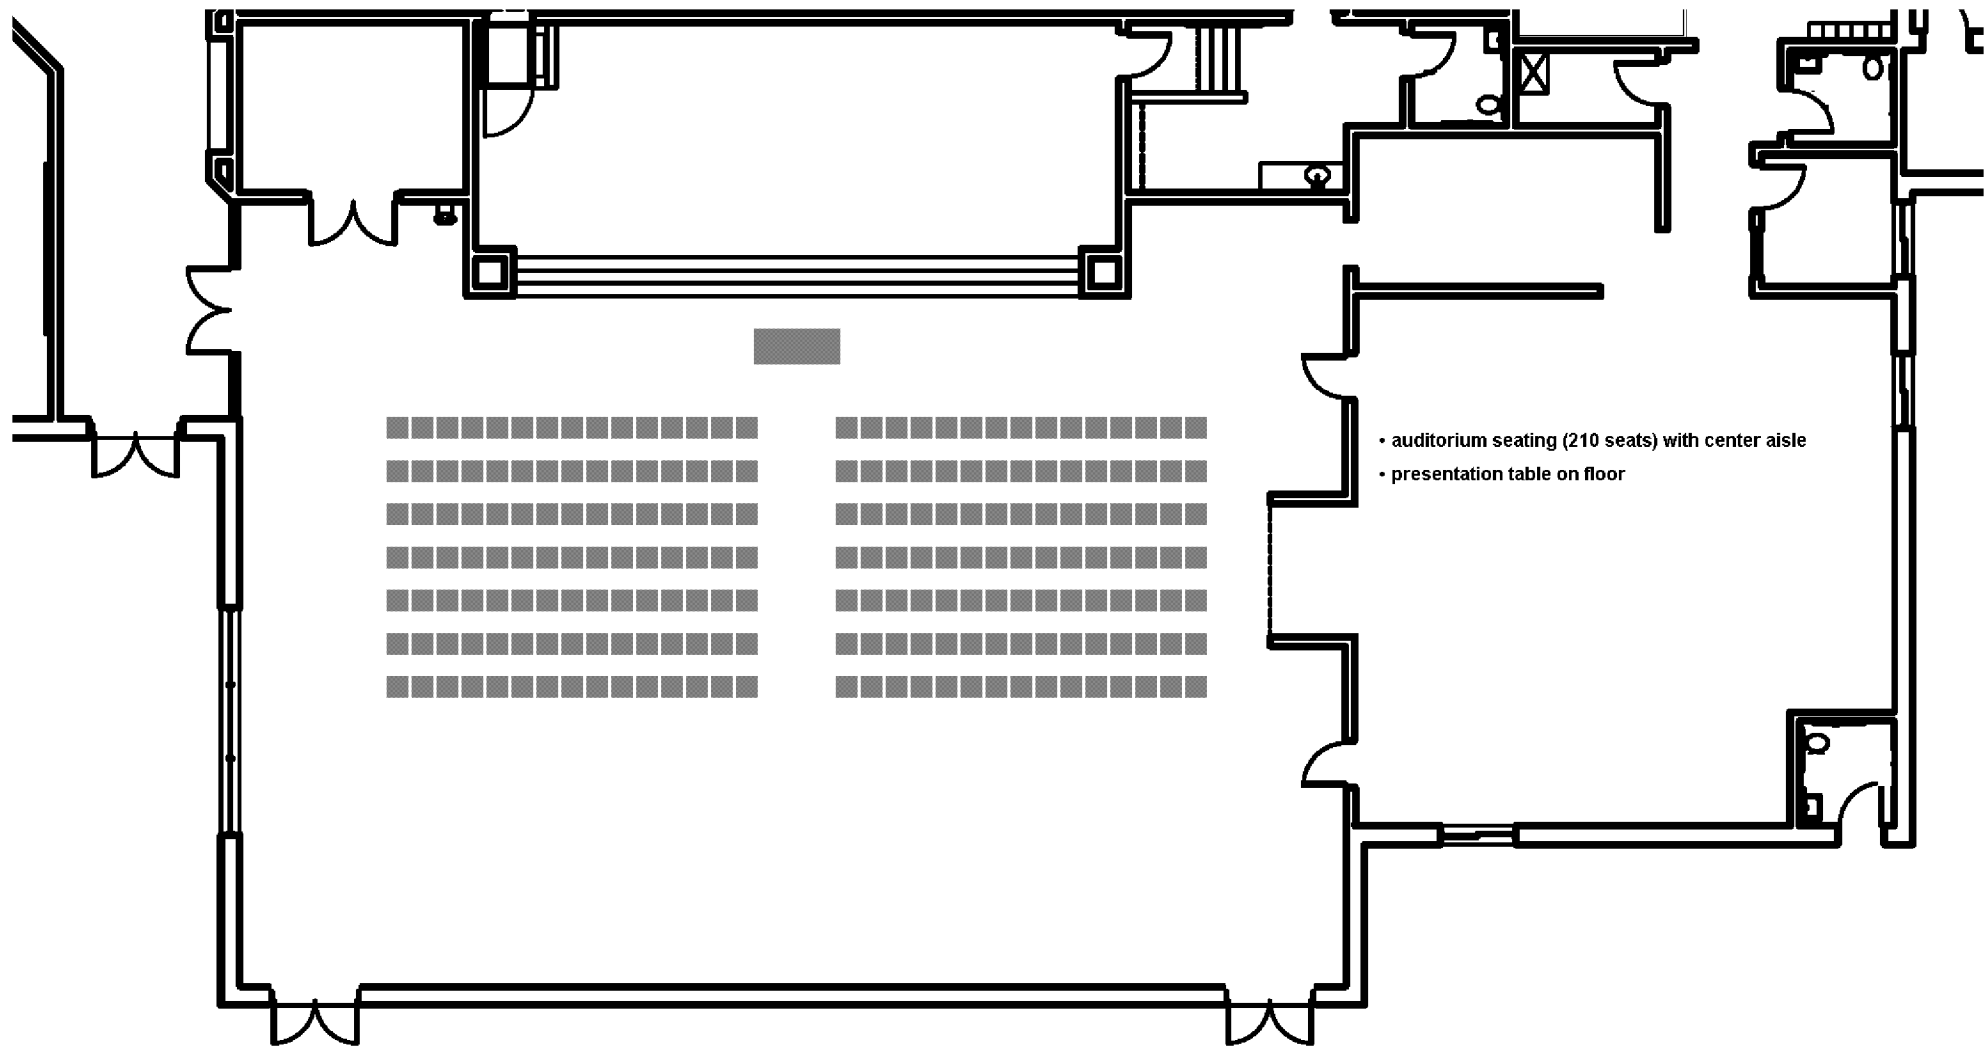 • auditorium seating (210 seats) with center aisle
• presentation table on floor